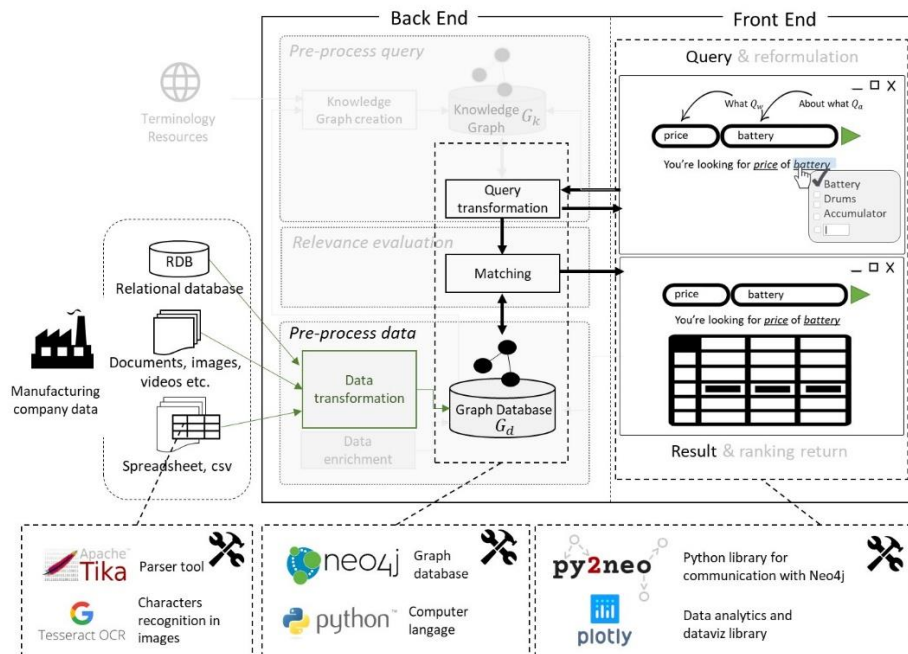 Back End
Front End
Pre-process query
Query & reformulation
Terminology
Resources
Knowledge
Graph creation
Knowledge
Graph
G_k
What Q_w
About what Q_a
price
battery
You're looking for price of battery
Battery
Drums
Accumulator
Query
transformation
Relevance evaluation
Matching
RDB
Relational database
Documents, images,
videos etc.
Spreadsheet, csv
Manufacturing
company data
Pre-process data
Data
transformation
Data
enrichment
Graph Database
G_d
_ □ X
_ □ X
price
battery
You're looking for price of battery
Result & ranking return
APACHE™
Tika
Parser tool
Tesseract OCR
Characters
recognition in
images
neo4j
Graph
database
python™
Computer
langage
py2neo
Python library for
communication with Neo4j
plotly
Data analytics and
dataviz library